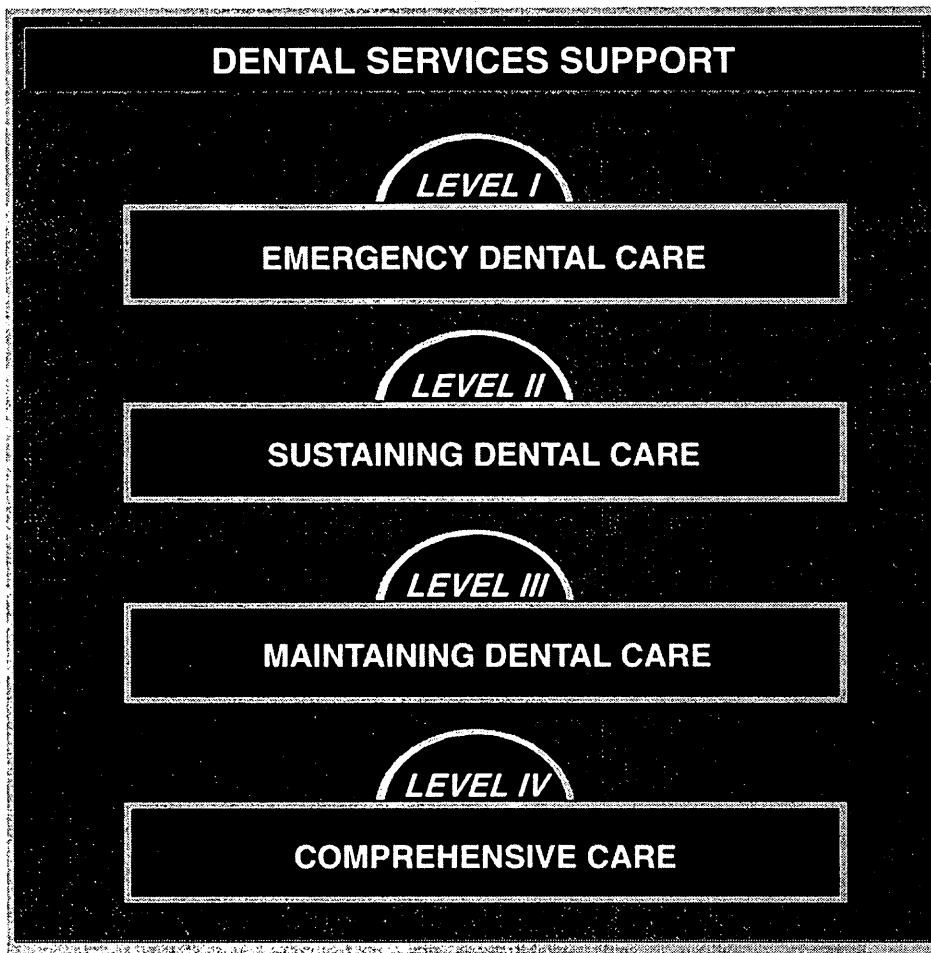 DENTAL SERVICES SUPPORT
LEVEL I
EMERGENCY DENTAL CARE
LEVEL II
SUSTAINING DENTAL CARE
LEVEL III
MAINTAINING DENTAL CARE
LEVEL IV
COMPREHENSIVE CARE